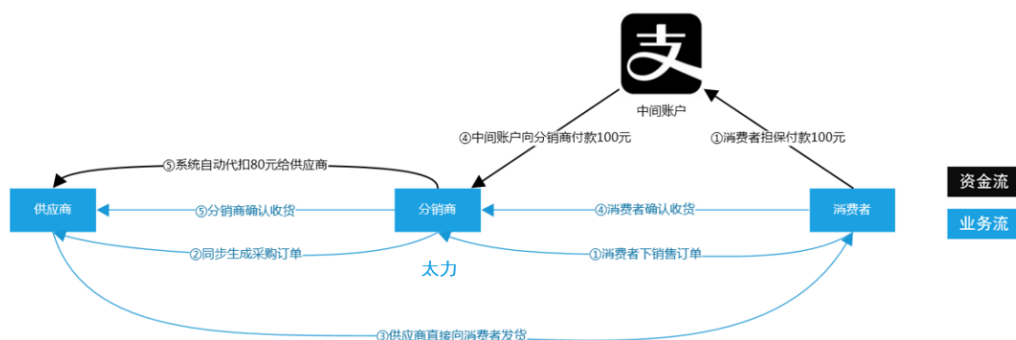 中间账户
④中间账户向分销商付款100元
①消费者担保付款100元
⑤系统自动代扣80元给供应商
资金流
供应商
⑤分销商确认收货
分销商
④消费者确认收货
消费者
业务流
②同步生成采购订单
①消费者下销售订单
太力
③供应商直接向消费者发货